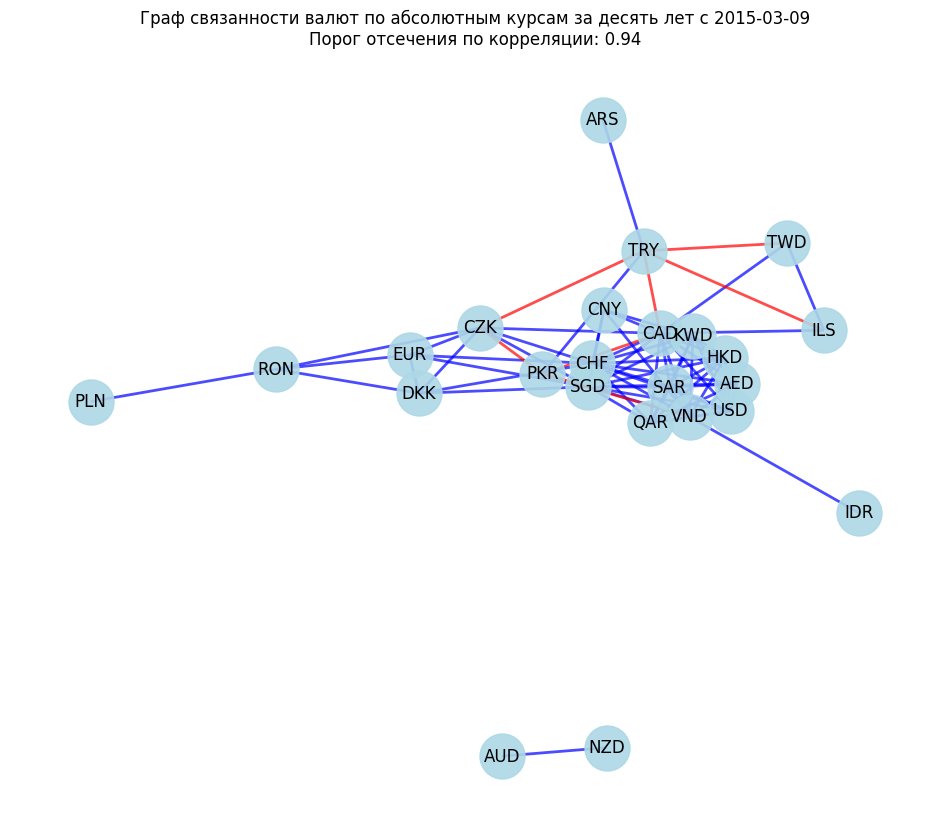 Граф связанности валют по абсолютным курсам за десять лет с 2015-03-09
Порог отсечения по корреляции: 0.94
ARS
TRY
TWD
CNY
CZK
CAD
KWD
ILS
EUR
HKD
CHF
RON
PKR
AED
SGD
SAR
DKK
PLN
USD
VND
QAR
IDR
NZD
AUD